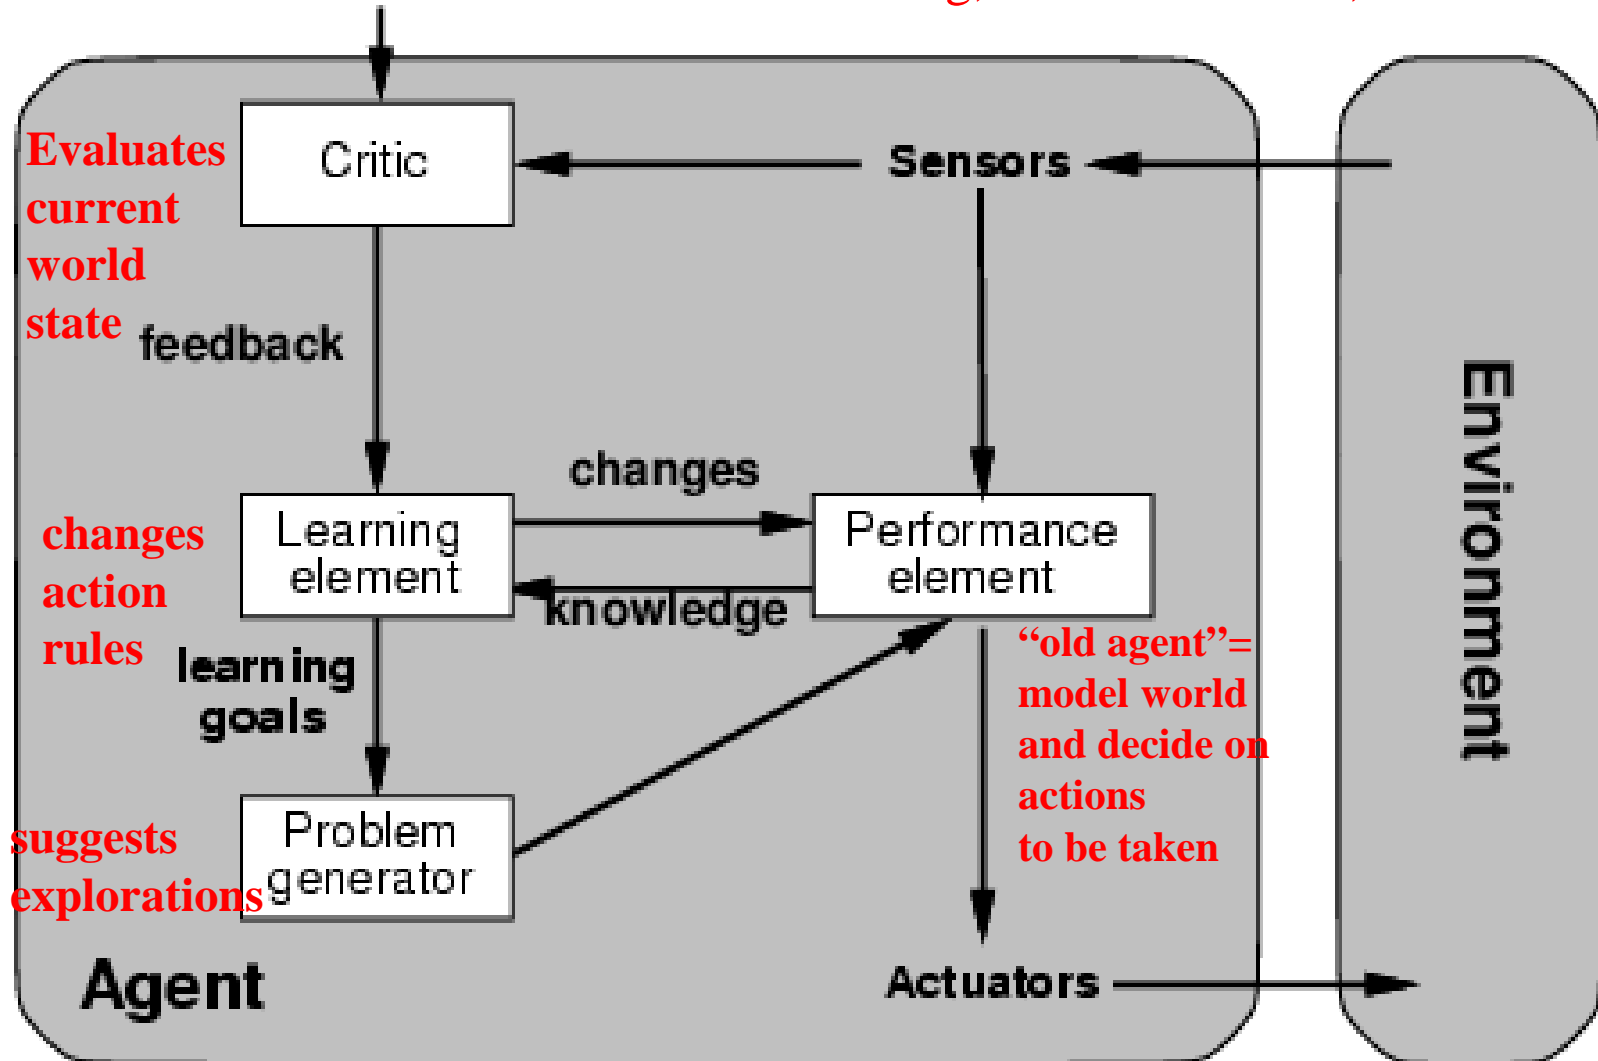 Evaluates
current
world
state
Critic
Sensors
feedback
changes
Learning
element
Performance
element
knowledge
changes
action
rules
learning
goals
"old agent"=
model world
and decide on
actions
to be taken
Problem
generator
suggests
explorations
Agent
Actuators
Environment